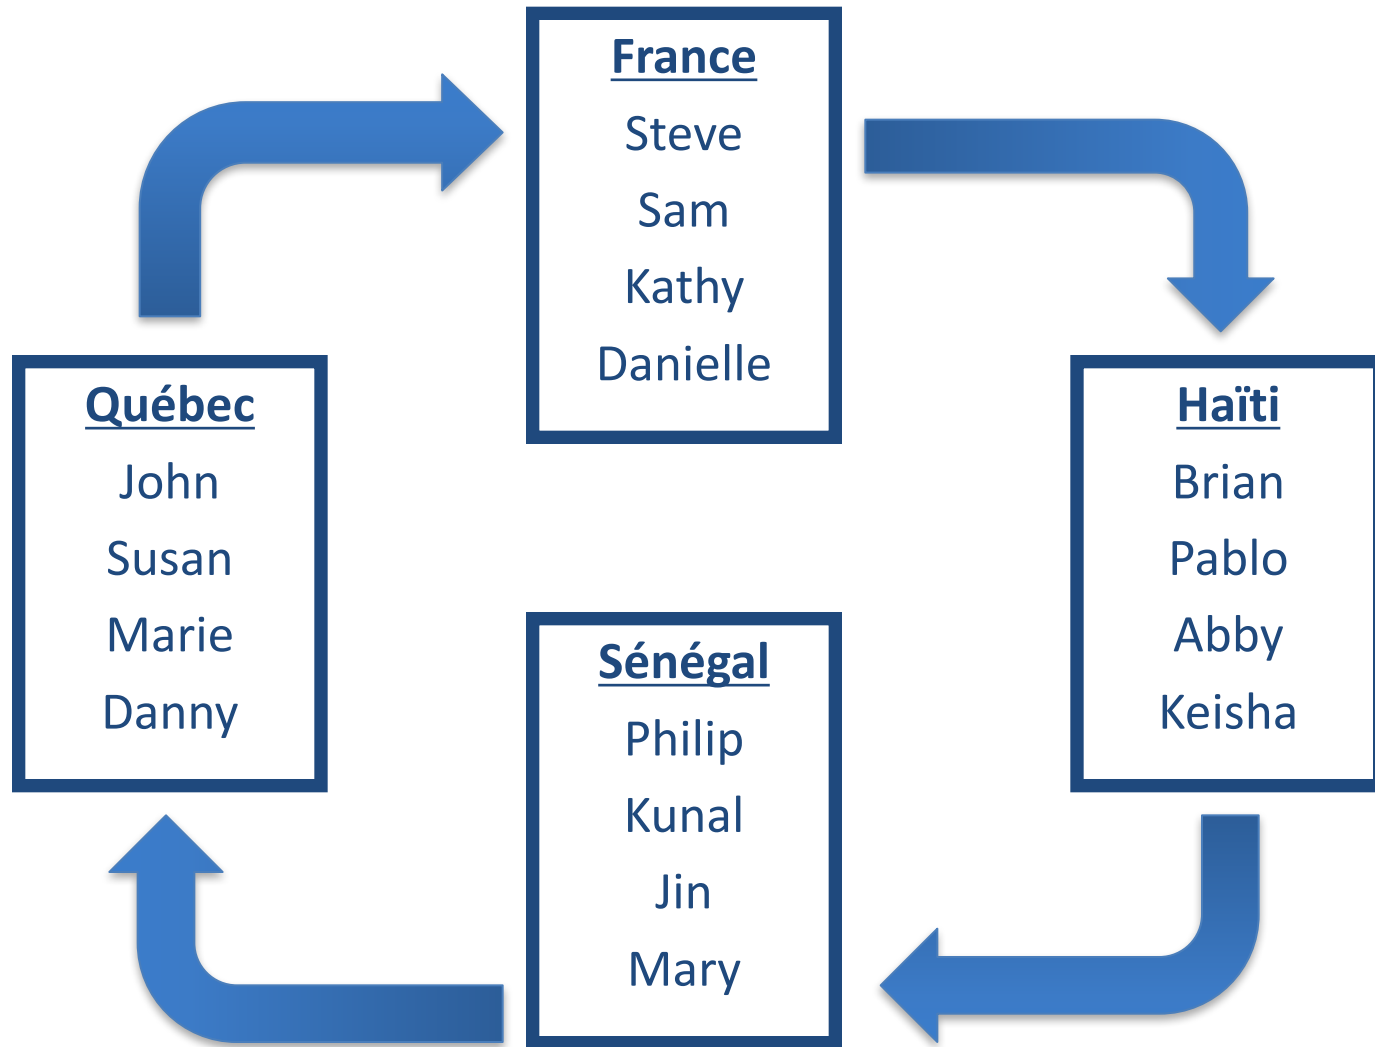 France
Steve
Sam
Kathy
Danielle
Québec
John
Susan
Marie
Danny
Haïti
Brian
Pablo
Abby
Keisha
Sénégal
Philip
Kunal
Jin
Mary